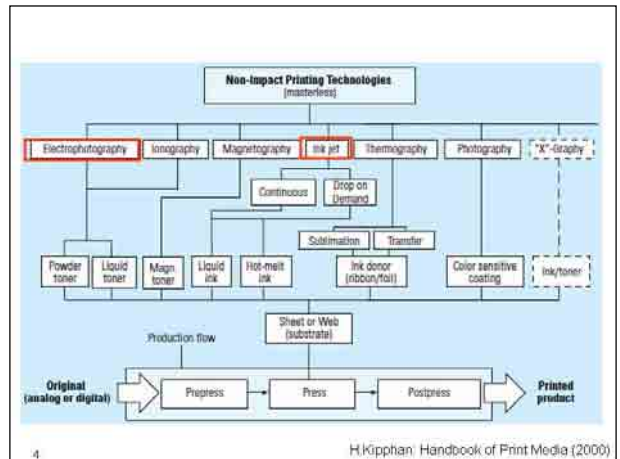 Non-Impact Printing Technologies
(masterless)
Electrophotography Ionography Magnetography Ink jet Thermography Photography "X"-Graphy
Continuous
Drop on
Demand
Sublimation Transfer
Powder
toner
Liquid
toner
Magn.
toner
Liquid
ink
Hot-melt
ink
Ink donor
(ribbon/foil)
Color sensitive
coating
Ink/toner
Sheet or Web
(substrate)
Production flow
Original
(analog or digital)
Prepress
Press
Postpress
Printed
product
4
H.Kipphan: Handbook of Print Media (2000)